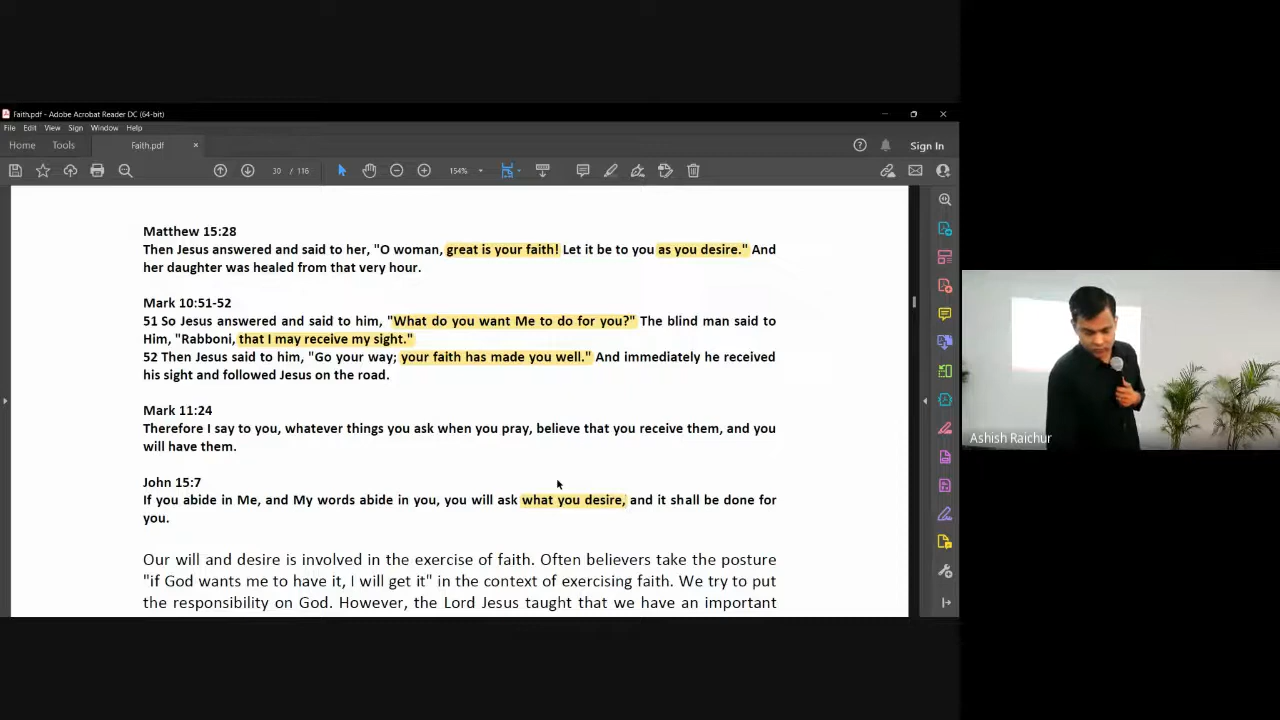 Faith.pdf - Adobe Acrobat Reader DC (64-bit)
File Edit View Sign Window Help
Home Tools Faith.pdf × Sign In
30 / 116 154%
Matthew 15:28
Then Jesus answered and said to her, "O woman, great is your faith! Let it be to you as you desire." And
her daughter was healed from that very hour.
Mark 10:51-52
51 So Jesus answered and said to him, "What do you want Me to do for you?" The blind man said to
Him, "Rabboni, that I may receive my sight."
52 Then Jesus said to him, "Go your way; your faith has made you well." And immediately he received
his sight and followed Jesus on the road.
Mark 11:24
Therefore I say to you, whatever things you ask when you pray, believe that you receive them, and you
will have them.
John 15:7
If you abide in Me, and My words abide in you, you will ask what you desire, and it shall be done for
you.
Our will and desire is involved in the exercise of faith. Often believers take the posture
"if God wants me to have it, I will get it" in the context of exercising faith. We try to put
the responsibility on God. However, the Lord Jesus taught that we have an important
Ashish Raichur